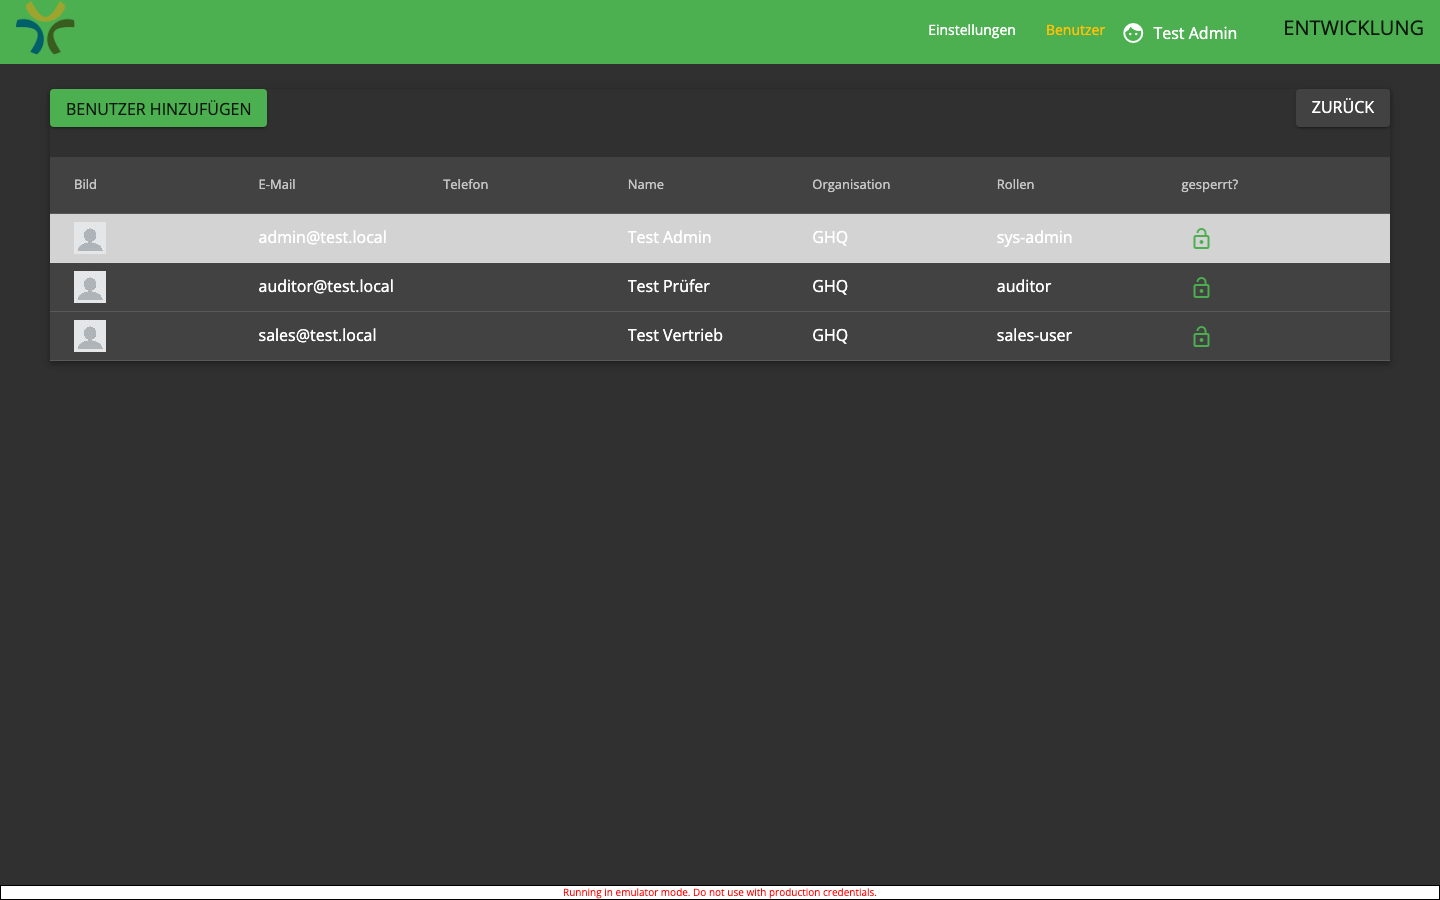 Einstellungen Benutzer Test Admin ENTWICKLUNG
BENUTZER HINZUFÜGEN ZURÜCK
Bild E-Mail Telefon Name Organisation Rollen gesperrt?
admin@test.local Test Admin GHQ sys-admin
auditor@test.local Test Prüfer GHQ auditor
sales@test.local Test Vertrieb GHQ sales-user
Running in emulator mode. Do not use with production credentials.